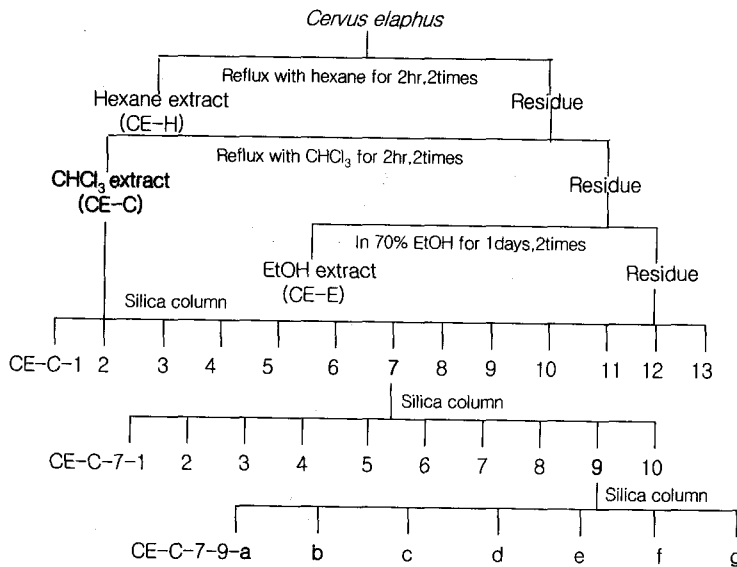 Cervus elaphus
Reflux with hexane for 2hr,2times
Hexane extract
(CE-H)
Residue
Reflux with CHCl₃ for 2hr,2times
CHCl₃ extract
(CE-C)
Residue
In 70% EtOH for 1days,2times
EtOH extract
(CE-E)
Residue
Silica column
CE-C-1 2 3 4 5 6 7 8 9 10 11 12 13
Silica column
CE-C-7-1 2 3 4 5 6 7 8 9 10
Silica column
CE-C-7-9-a b c d e f g